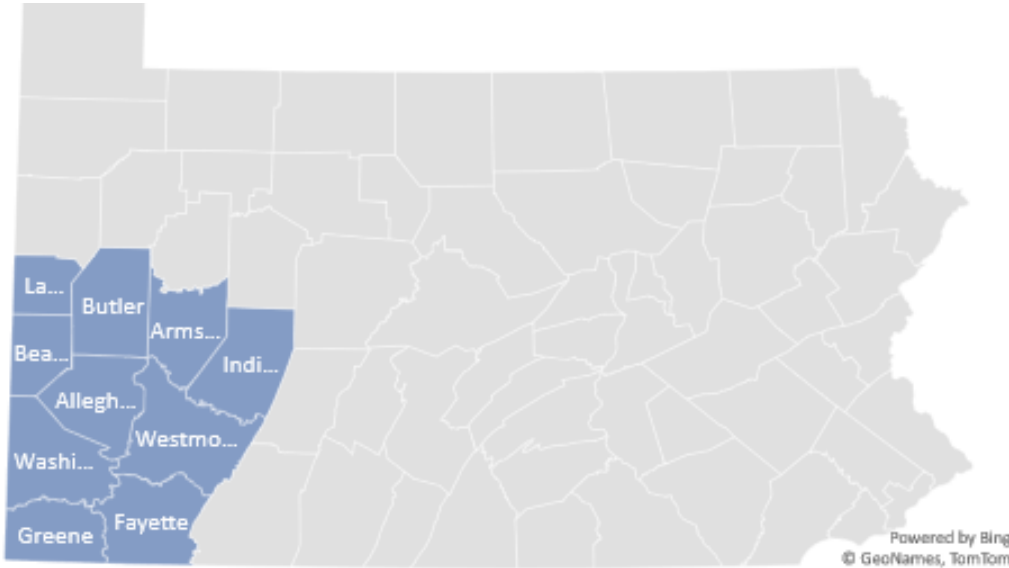 La...
Butler
Arms...
Bea...
Indi...
Allegh...
Westmo...
Washi...
Fayette
Greene
Powered by Bing
© GeoNames, TomTom